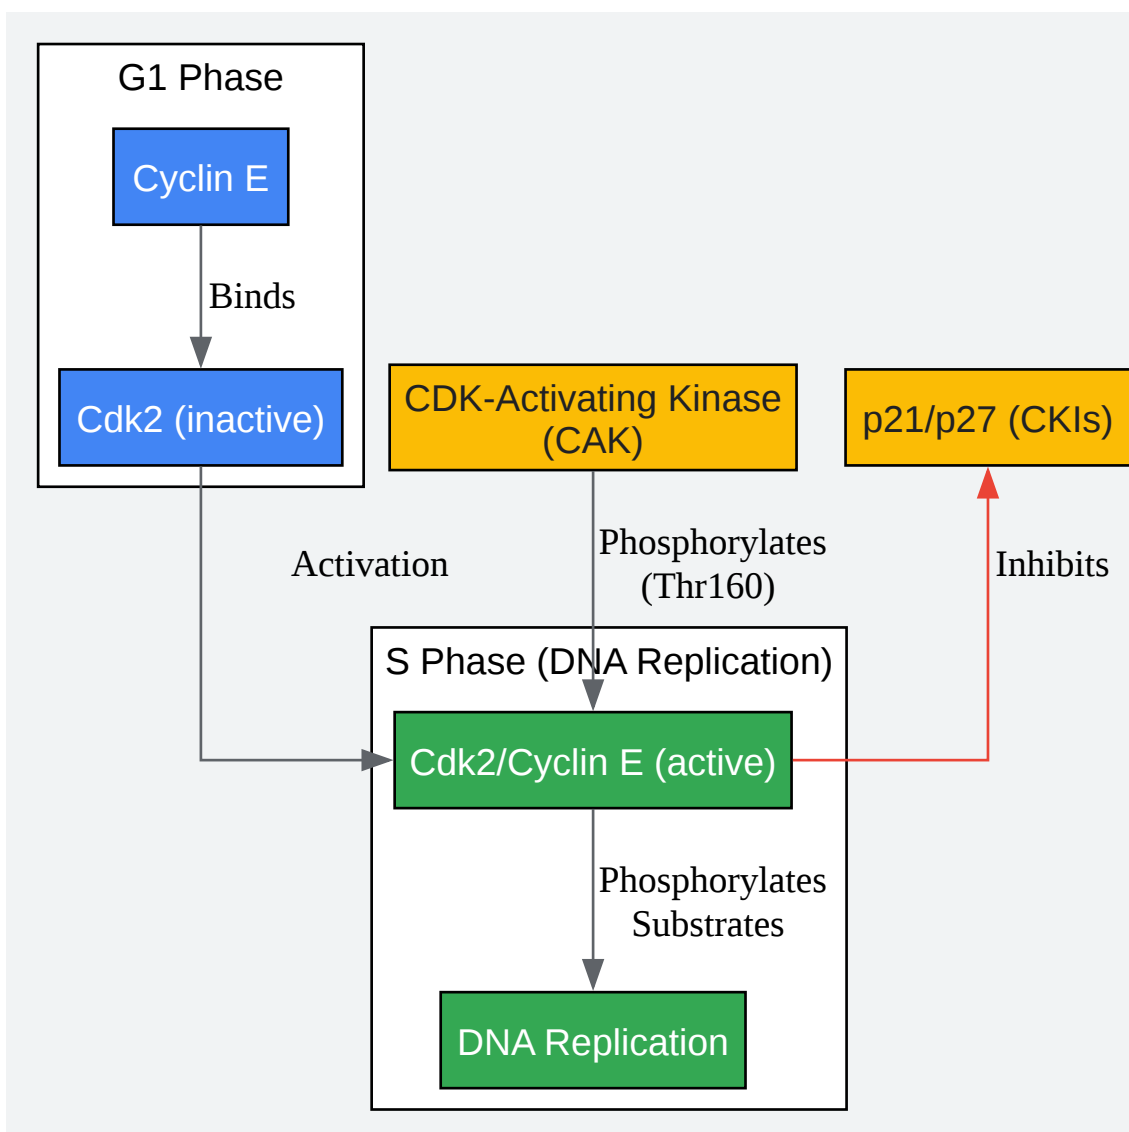 G1 Phase
Cyclin E
Binds
Cdk2 (inactive)
CDK-Activating Kinase
(CAK)
p21/p27 (CKIs)
Activation
Phosphorylates
(Thr160)
Inhibits
S Phase (DNA Replication)
Cdk2/Cyclin E (active)
Phosphorylates
Substrates
DNA Replication